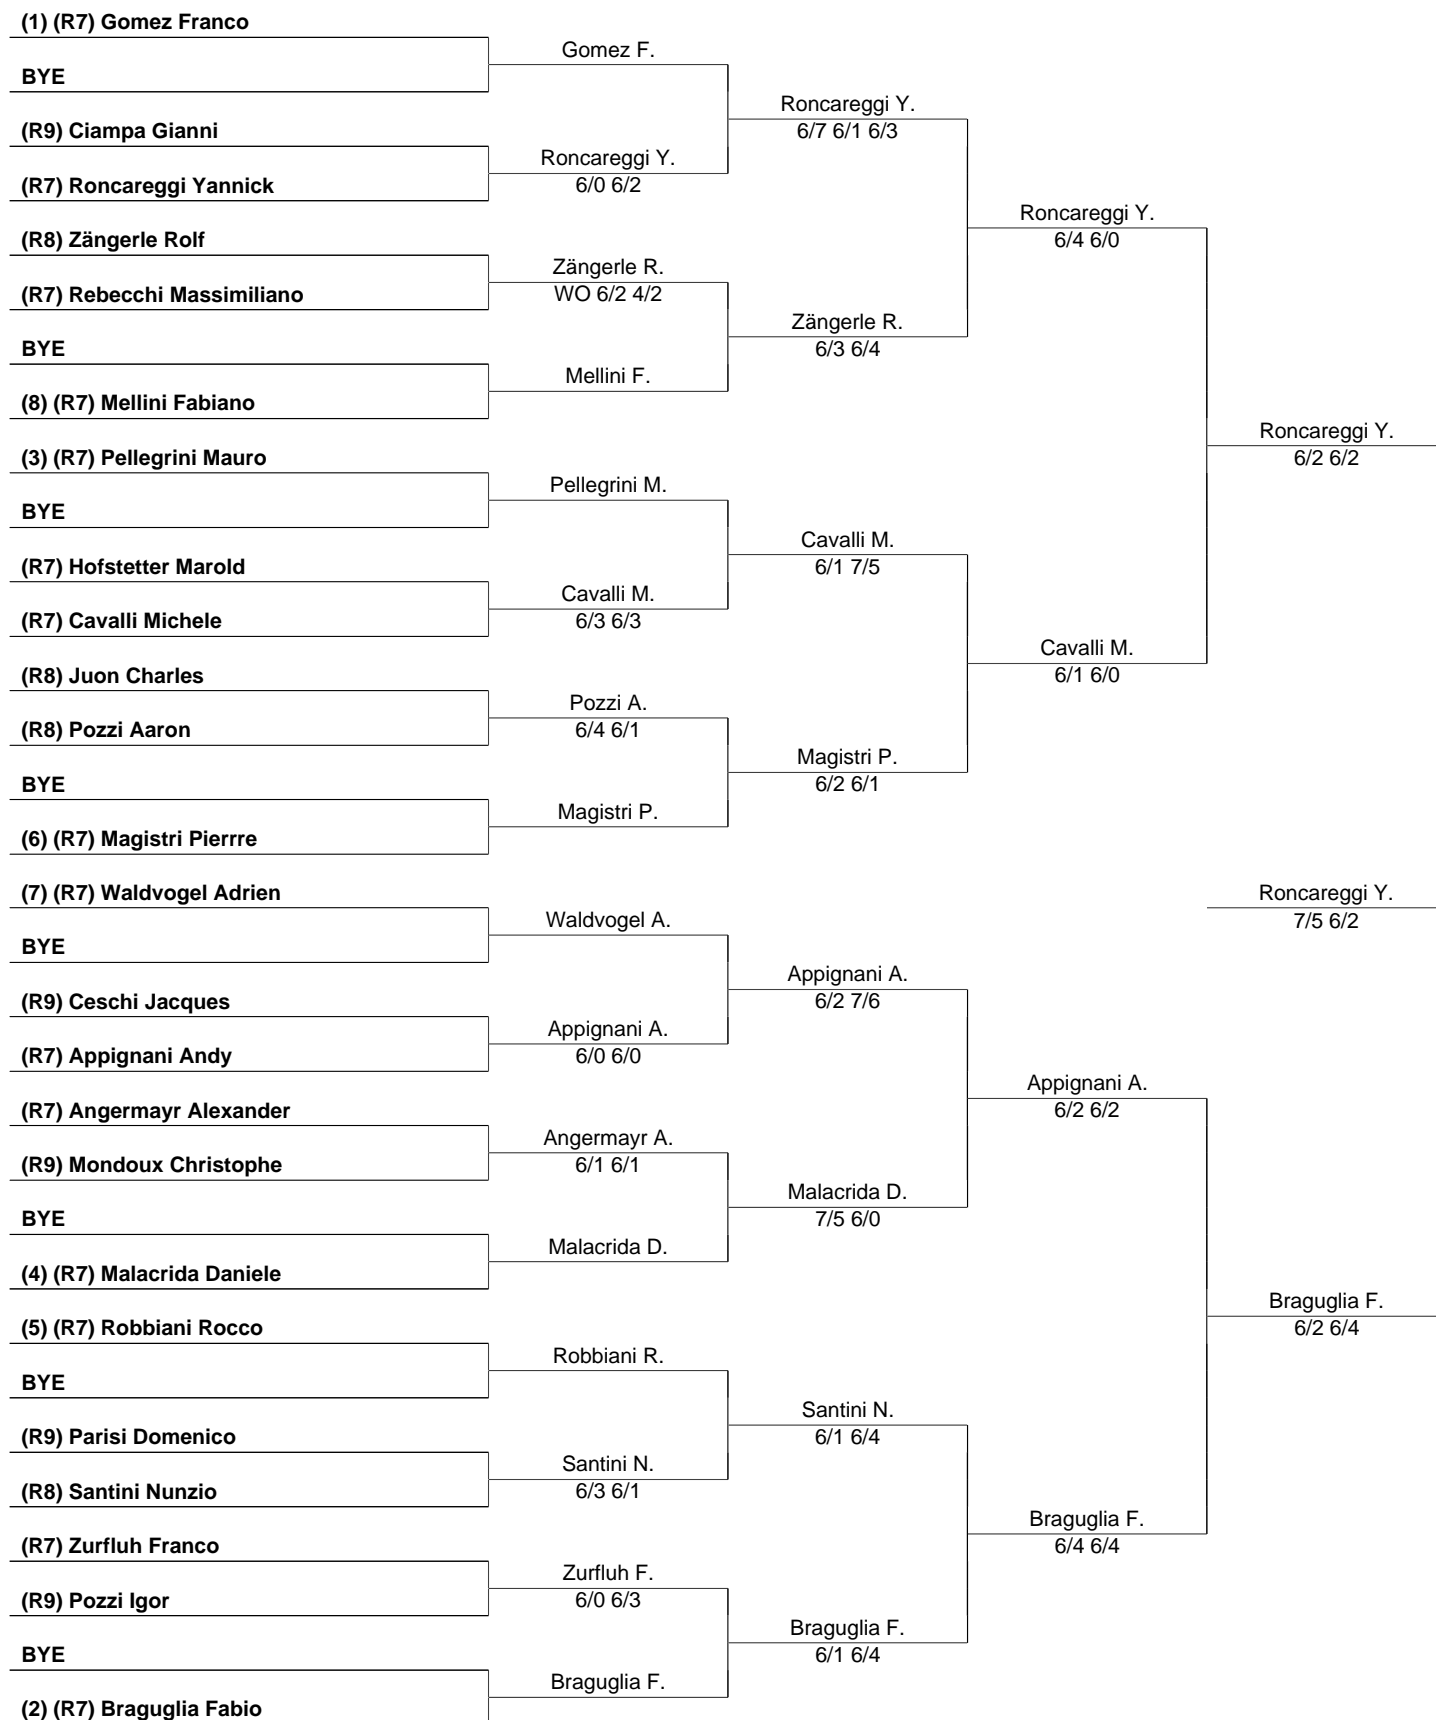 (1) (R7) Gomez Franco
BYE
(R9) Ciampa Gianni
(R7) Roncareggi Yannick
(R8) Zängerle Rolf
(R7) Rebecchi Massimiliano
BYE
(8) (R7) Mellini Fabiano
(3) (R7) Pellegrini Mauro
BYE
(R7) Hofstetter Marold
(R7) Cavalli Michele
(R8) Juon Charles
(R8) Pozzi Aaron
BYE
(6) (R7) Magistri Pierrre
(7) (R7) Waldvogel Adrien
BYE
(R9) Ceschi Jacques
(R7) Appignani Andy
(R7) Angermayr Alexander
(R9) Mondoux Christophe
BYE
(4) (R7) Malacrida Daniele
(5) (R7) Robbiani Rocco
BYE
(R9) Parisi Domenico
(R8) Santini Nunzio
(R7) Zurfluh Franco
(R9) Pozzi Igor
BYE
(2) (R7) Braguglia Fabio
Gomez F.
Roncareggi Y.
6/0 6/2
Zängerle R.
WO 6/2 4/2
Mellini F.
Pellegrini M.
Cavalli M.
6/3 6/3
Pozzi A.
6/4 6/1
Magistri P.
Waldvogel A.
Appignani A.
6/0 6/0
Angermayr A.
6/1 6/1
Malacrida D.
Robbiani R.
Santini N.
6/3 6/1
Zurfluh F.
6/0 6/3
Braguglia F.
Roncareggi Y.
6/7 6/1 6/3
Zängerle R.
6/3 6/4
Cavalli M.
6/1 7/5
Magistri P.
6/2 6/1
Appignani A.
6/2 7/6
Malacrida D.
7/5 6/0
Santini N.
6/1 6/4
Braguglia F.
6/1 6/4
Roncareggi Y.
6/4 6/0
Cavalli M.
6/1 6/0
Appignani A.
6/2 6/2
Braguglia F.
6/4 6/4
Roncareggi Y.
6/2 6/2
Roncareggi Y.
7/5 6/2
Braguglia F.
6/2 6/4